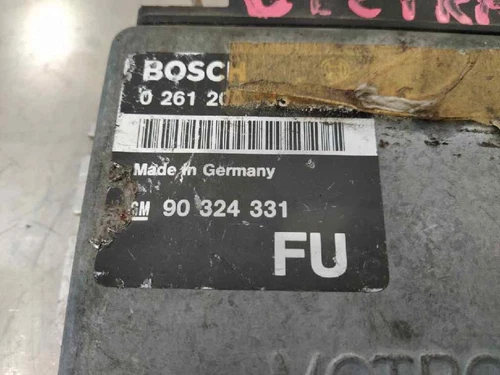 BOSCH
0 261 20
Made in Germany
GM 90 324 331
FU